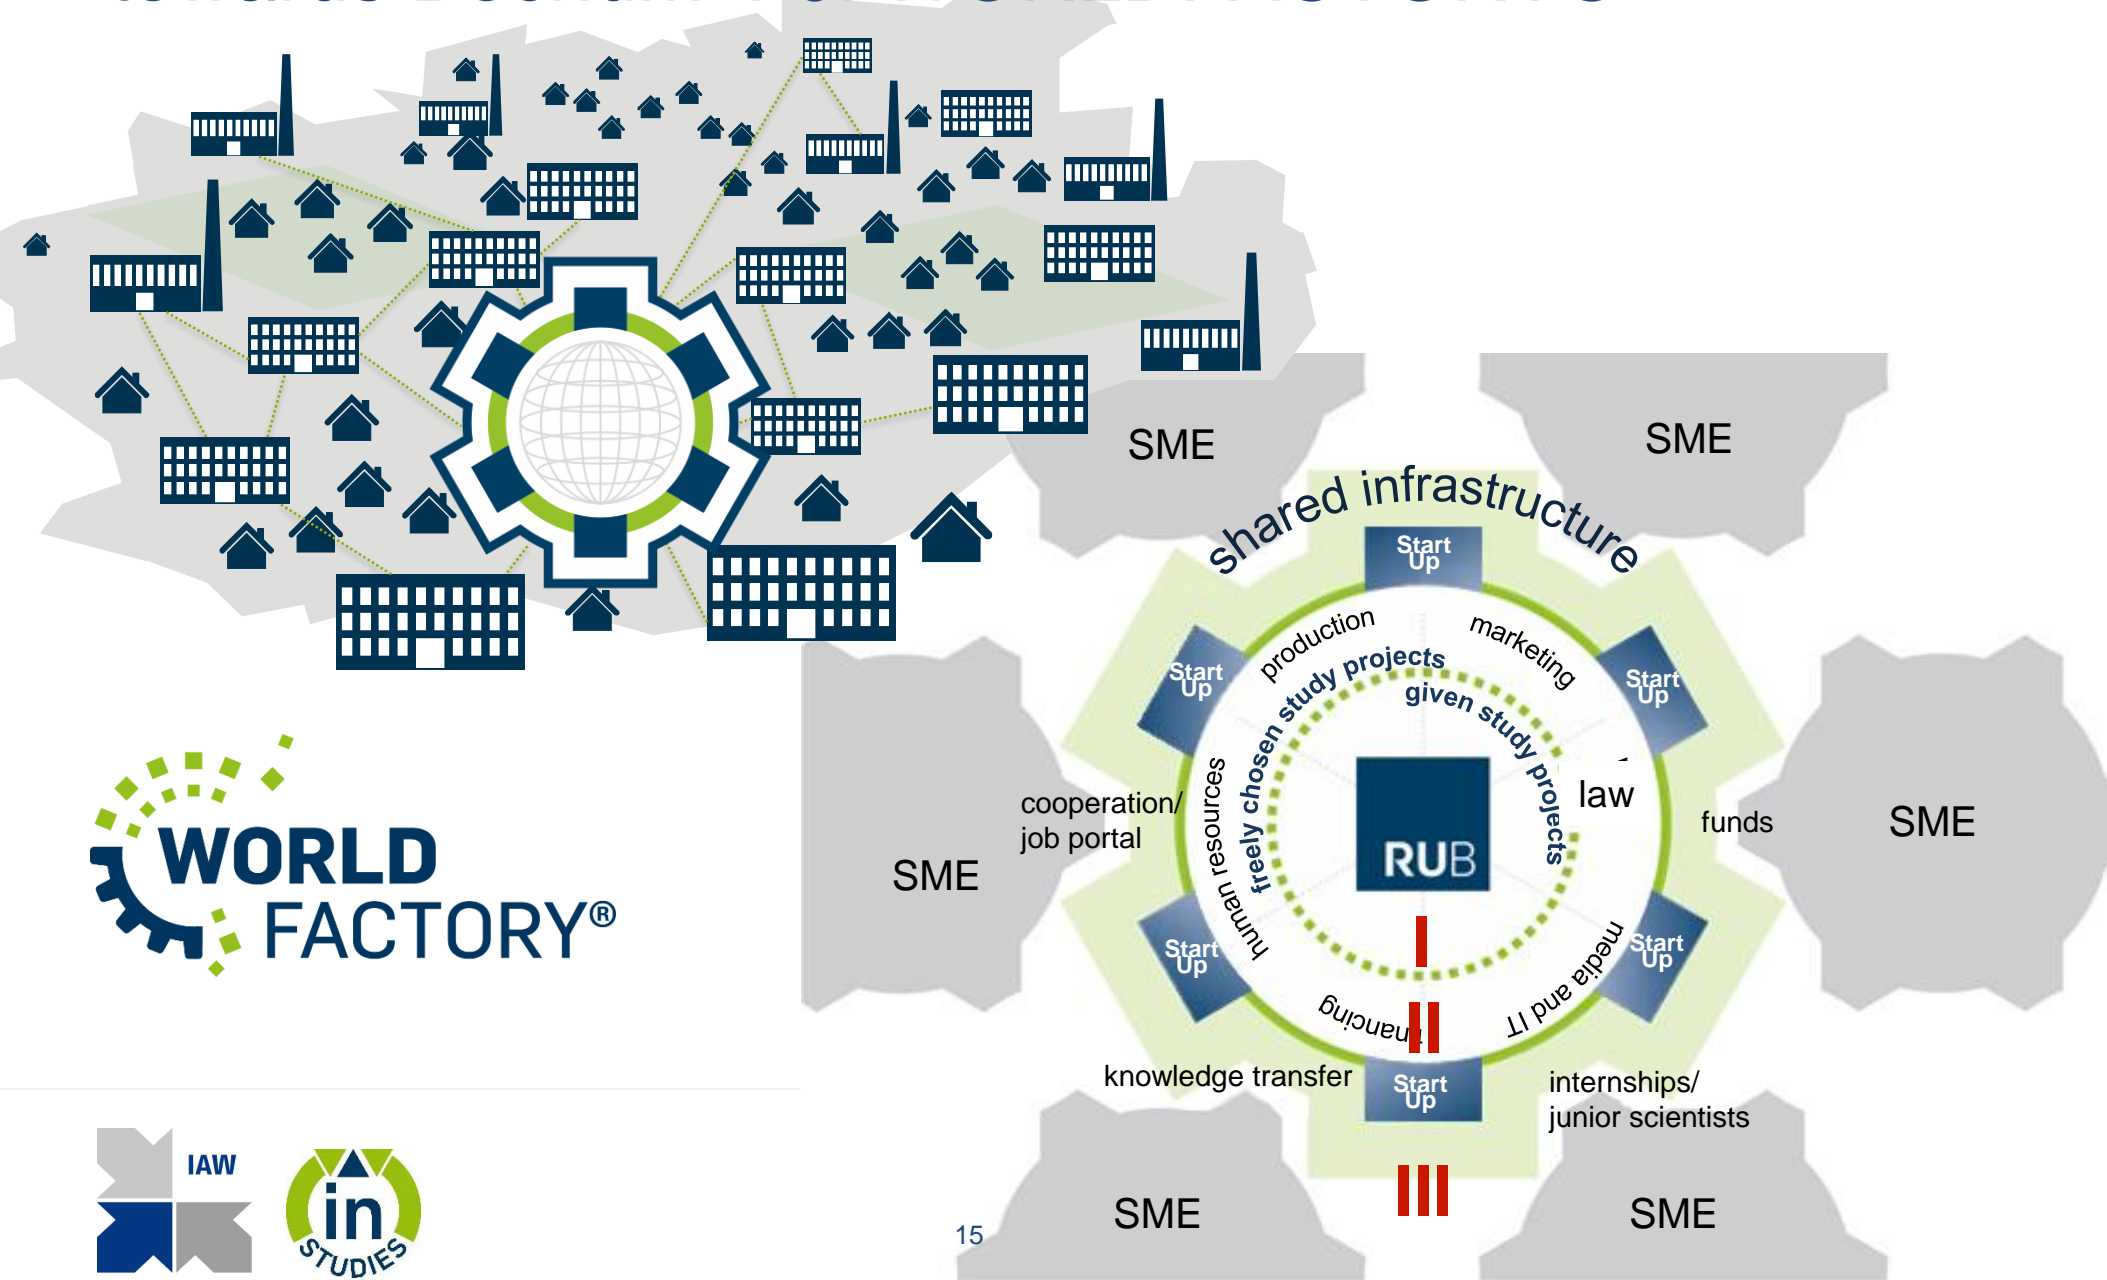 SME
SME
shared infrastructure
Start
Up
production
marketing
Start
Up
Start
Up
freely chosen study projects
given study projects
law
cooperation/
job portal
human resources
RUB
funds
SME
SME
WORLD
FACTORY®
I
Start
Up
Start
Up
media and IT
II
knowledge transfer
Start
Up
internships/
junior scientists
III
SME
SME
IAW
in
STUDIES
15